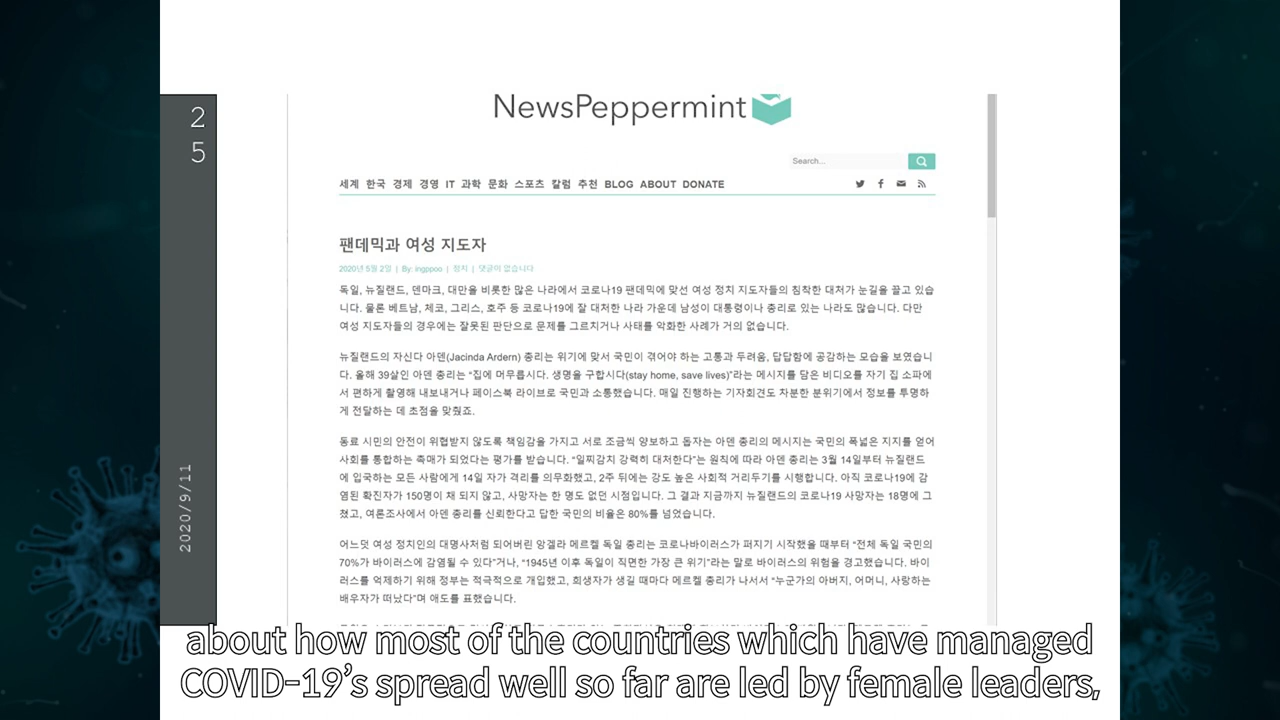 2
5
2020/9/11
NewsPeppermint
Search...
세계 한국 경제 경영 IT 과학 문화 스포츠 칼럼 추천 BLOG ABOUT DONATE
팬데믹과 여성 지도자
2020년 5월 2일 | By: ingppoo | 정치 | 댓글이 없습니다
독일, 뉴질랜드, 덴마크, 대만을 비롯한 많은 나라에서 코로나19 팬데믹에 맞선 여성 정치 지도자들의 침착한 대처가 눈길을 끌고 있습
니다. 물론 베트남, 체코, 그리스, 호주 등 코로나19에 잘 대처한 나라 가운데 남성이 대통령이나 총리로 있는 나라도 많습니다. 다만
여성 지도자들의 경우에는 잘못된 판단으로 문제를 그르치거나 사태를 악화한 사례가 거의 없습니다.
뉴질랜드의 자신다 아덴(Jacinda Ardern) 총리는 위기에 맞서 국민이 겪어야 하는 고통과 두려움, 답답함에 공감하는 모습을 보였습니
다. 올해 39살인 아덴 총리는 “집에 머무릅시다. 생명을 구합시다(stay home, save lives)”라는 메시지를 담은 비디오를 자기 집 소파에
서 편하게 촬영해 내보내거나 페이스북 라이브로 국민과 소통했습니다. 매일 진행하는 기자회견도 차분한 분위기에서 정보를 투명하
게 전달하는 데 초점을 맞췄죠.
동료 시민의 안전이 위협받지 않도록 책임감을 가지고 서로 조금씩 양보하고 돕자는 아덴 총리의 메시지는 국민의 폭넓은 지지를 얻어
사회를 통합하는 촉매가 되었다는 평가를 받습니다. “일찌감치 강력히 대처한다”는 원칙에 따라 아덴 총리는 3월 14일부터 뉴질랜드
에 입국하는 모든 사람에게 14일 자가 격리를 의무화했고, 2주 뒤에는 강도 높은 사회적 거리두기를 시행합니다. 아직 코로나19에 감
염된 확진자가 150명이 채 되지 않고, 사망자는 한 명도 없던 시점입니다. 그 결과 지금까지 뉴질랜드의 코로나19 사망자는 18명에 그
쳤고, 여론조사에서 아덴 총리를 신뢰한다고 답한 국민의 비율은 80%를 넘었습니다.
어느덧 여성 정치인의 대명사처럼 되어버린 앙겔라 메르켈 독일 총리는 코로나바이러스가 퍼지기 시작했을 때부터 “전체 독일 국민의
70%가 바이러스에 감염될 수 있다”거나, “1945년 이후 독일이 직면한 가장 큰 위기”라는 말로 바이러스의 위험을 경고했습니다. 바이
러스를 억제하기 위해 정부는 적극적으로 개입했고, 희생자가 생길 때마다 메르켈 총리가 나서서 “누군가의 아버지, 어머니, 사랑하는
배우자가 떠났다”며 애도를 표했습니다.
about how most of the countries which have managed
COVID-19’s spread well so far are led by female leaders,